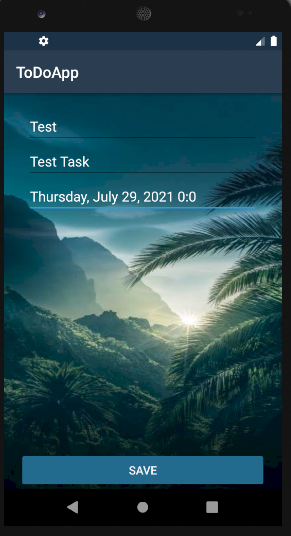 ToDoApp
Test
Test Task
Thursday, July 29, 2021 0:0
SAVE